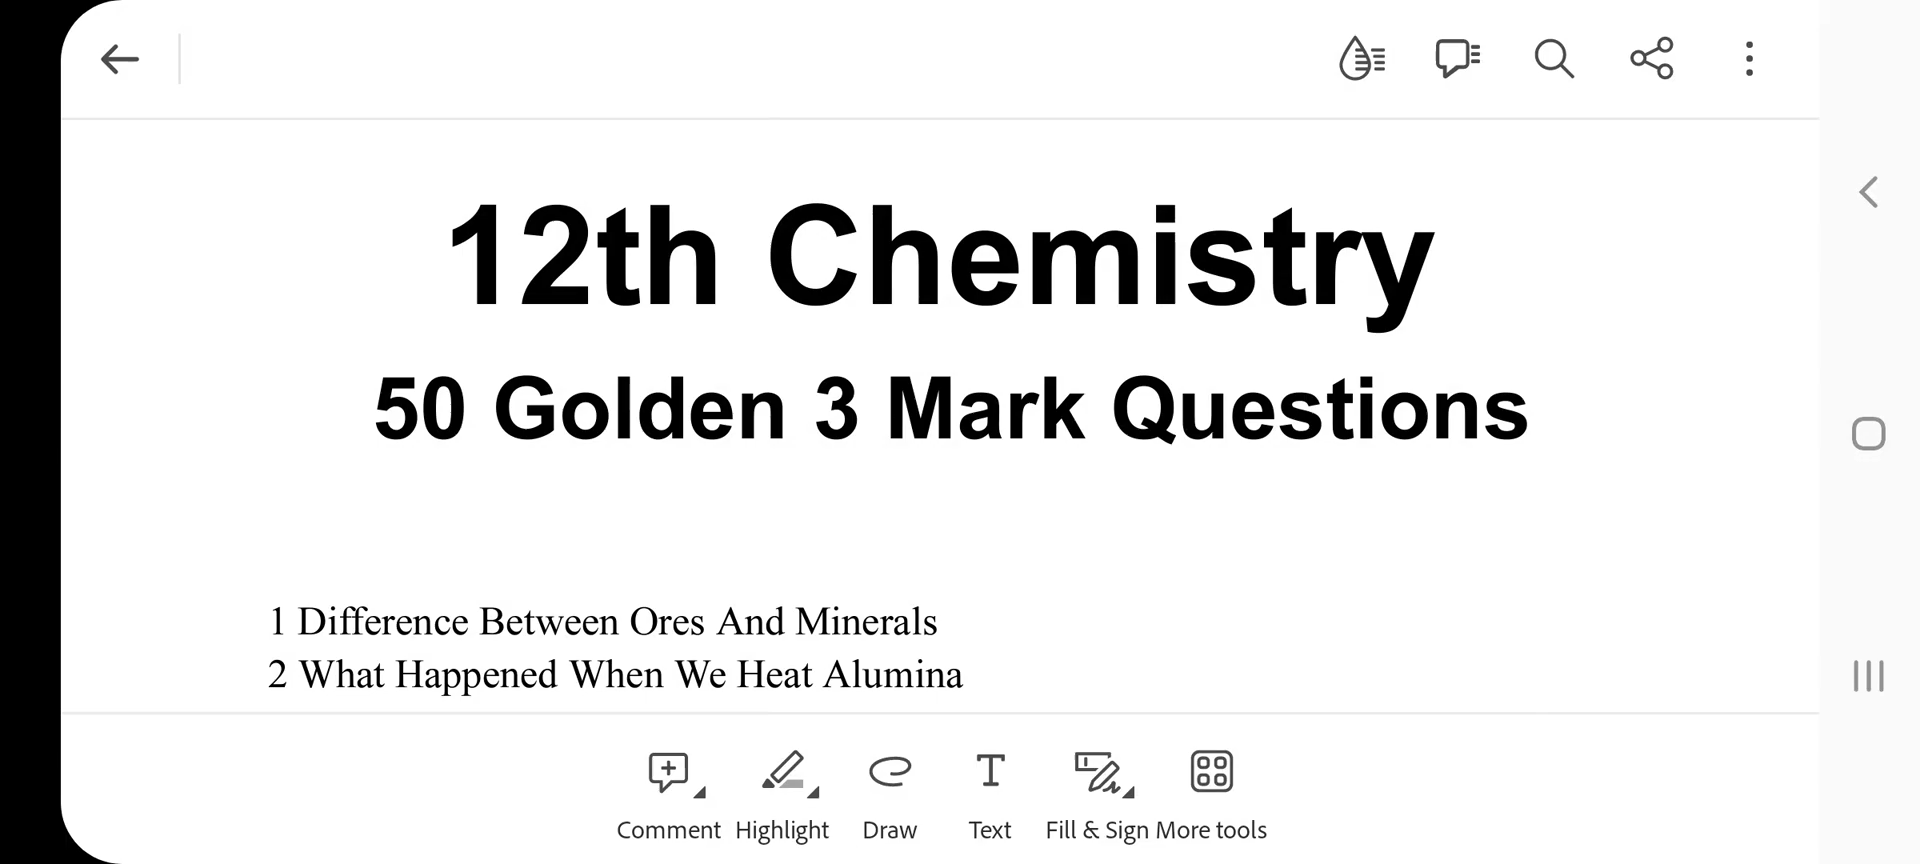 12th Chemistry
50 Golden 3 Mark Questions
1 Difference Between Ores And Minerals
2 What Happened When We Heat Alumina
Comment Highlight Draw Text Fill & Sign More tools